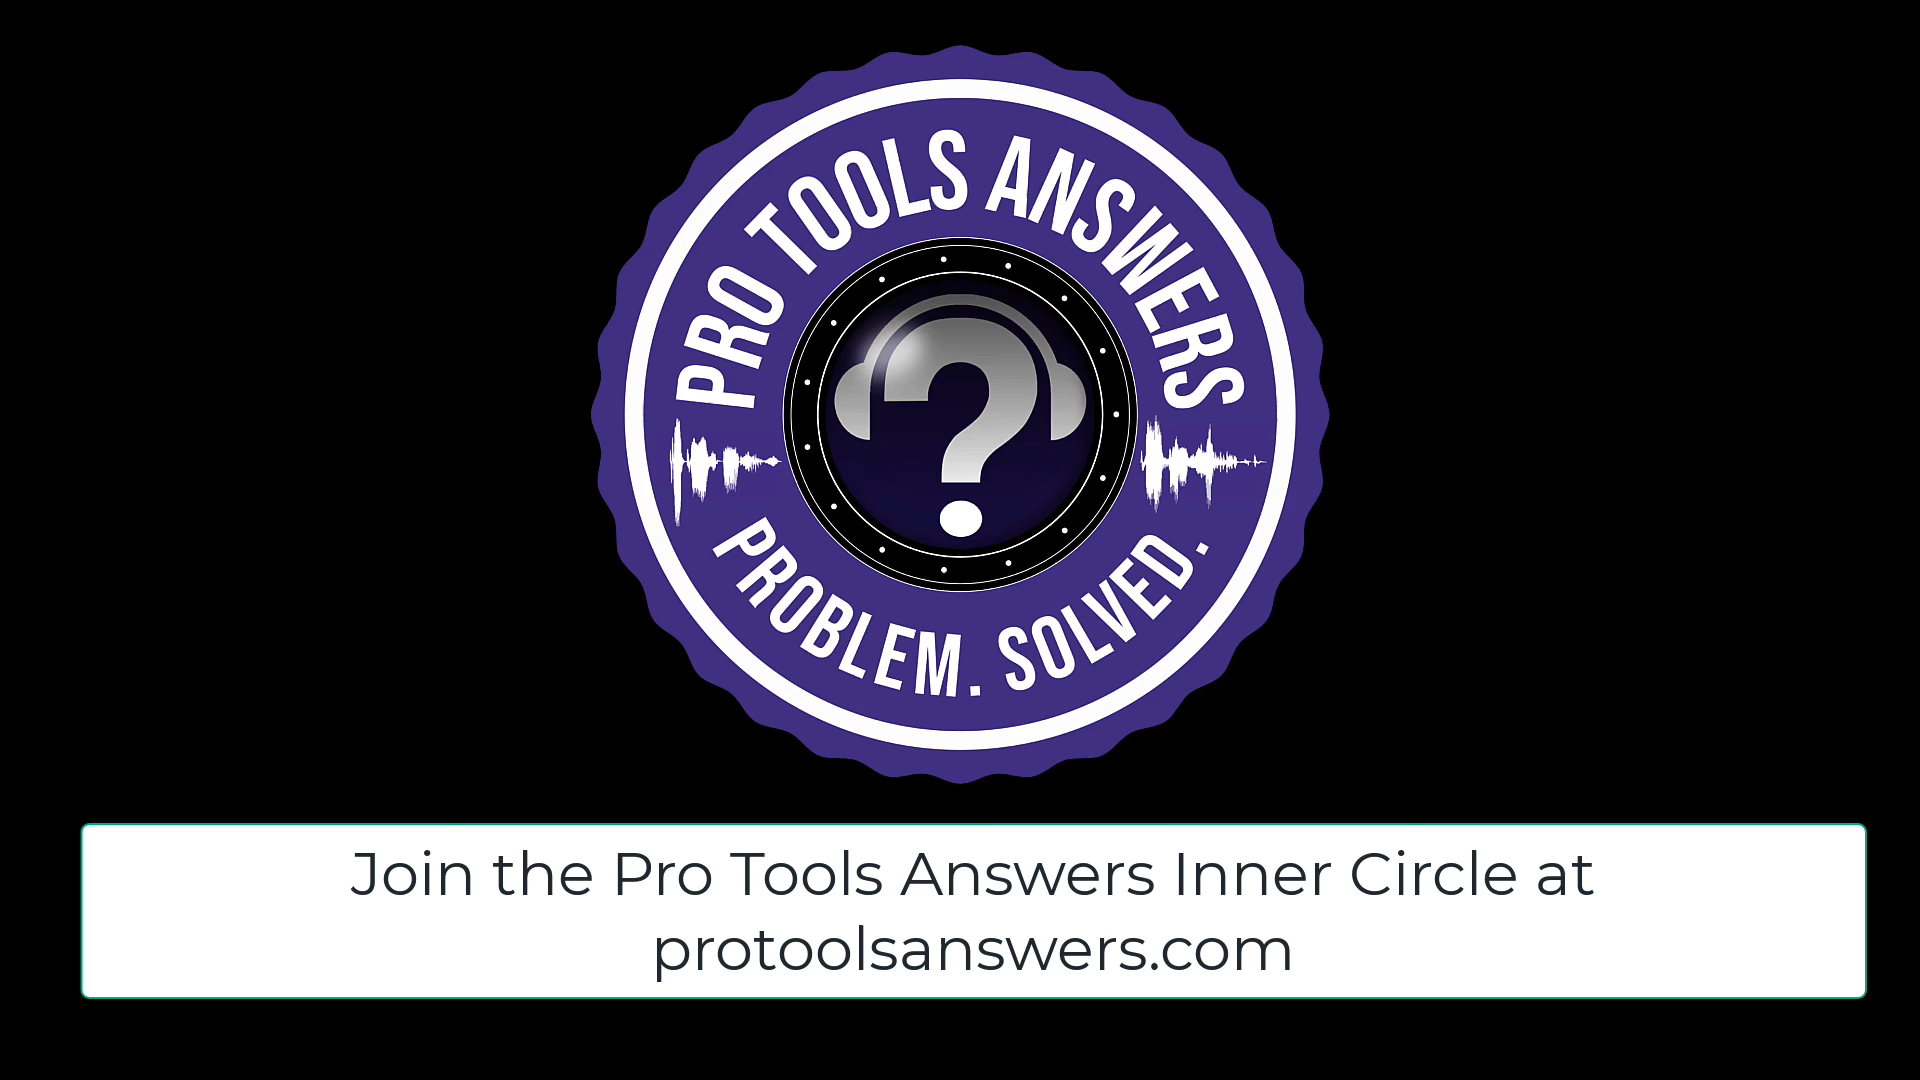 PRO TOOLS ANSWERS
?
PROBLEM. SOLVED.
Join the Pro Tools Answers Inner Circle at
protoolsanswers.com